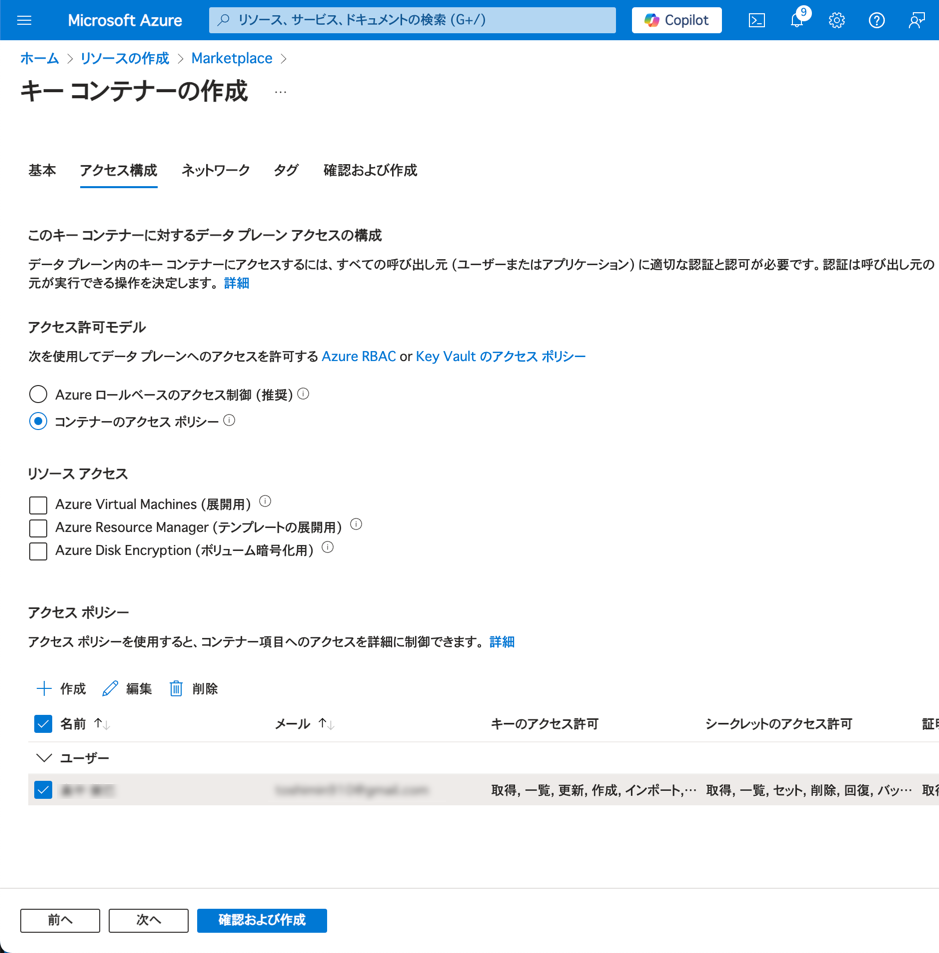 Microsoft Azure
リソース、サービス、ドキュメントの検索 (G+/)
Copilot
9
ホーム > リソースの作成 > Marketplace >
キー コンテナーの作成 …
基本 アクセス構成 ネットワーク タグ 確認および作成
このキー コンテナーに対するデータ プレーン アクセスの構成
データ プレーン内のキー コンテナーにアクセスするには、すべての呼び出し元 (ユーザーまたはアプリケーション) に適切な認証と認可が必要です。認証は呼び出し元の
元が実行できる操作を決定します。 詳細
アクセス許可モデル
次を使用してデータ プレーンへのアクセスを許可する Azure RBAC or Key Vault のアクセス ポリシー
Azure ロールベースのアクセス制御 (推奨)
コンテナーのアクセス ポリシー
リソース アクセス
Azure Virtual Machines (展開用)
Azure Resource Manager (テンプレートの展開用)
Azure Disk Encryption (ボリューム暗号化用)
アクセス ポリシー
アクセス ポリシーを使用すると、コンテナー項目へのアクセスを詳細に制御できます。 詳細
作成 編集 削除
名前 ↑↓ メール ↑↓ キーのアクセス許可 シークレットのアクセス許可 証明
ユーザー
取得, 一覧, 更新, 作成, インポート,… 取得, 一覧, セット, 削除, 回復, バッ… 取得
前へ 次へ 確認および作成